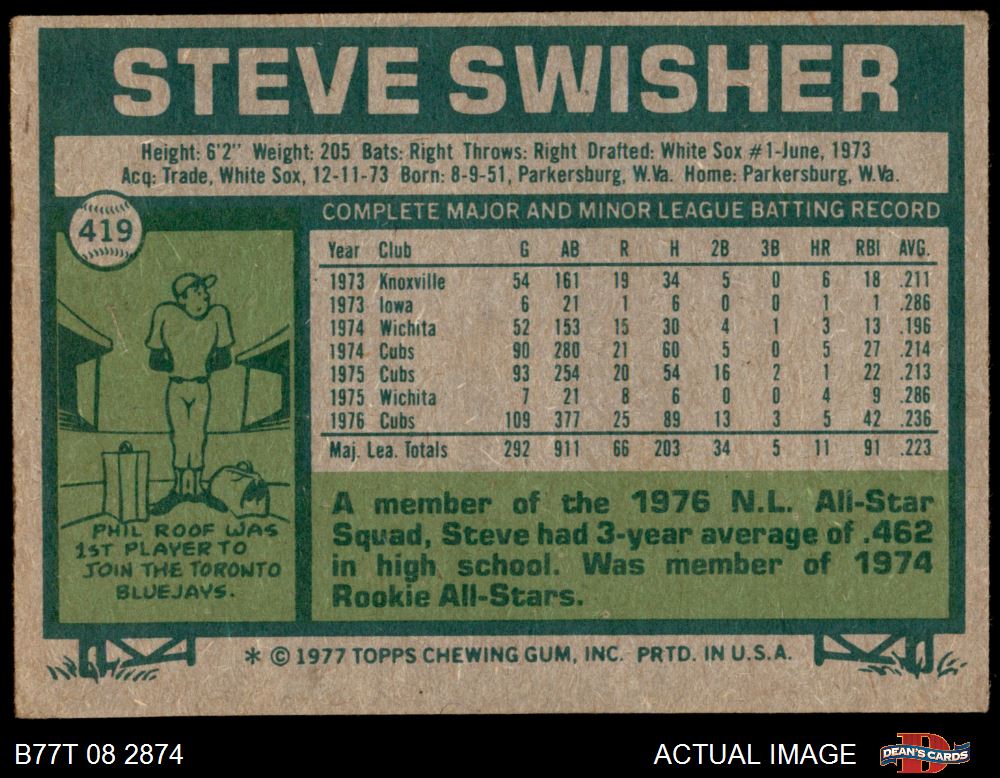 STEVE SWISHER
Height: 6'2" Weight: 205 Bats: Right Throws: Right Drafted: White Sox #1-June, 1973
Acq: Trade, White Sox, 12-11-73 Born: 8-9-51, Parkersburg, W.Va. Home: Parkersburg, W.Va.
419
COMPLETE MAJOR AND MINOR LEAGUE BATTING RECORD
Year Club G AB R H 2B 3B HR RBI AVG.
1973 Knoxville 54 161 19 34 5 0 6 18 .211
1973 Iowa 6 21 1 6 0 0 1 1 .286
1974 Wichita 52 153 15 30 4 1 3 13 .196
1974 Cubs 90 280 21 60 5 0 5 27 .214
1975 Cubs 93 254 20 54 16 2 1 22 .213
1975 Wichita 7 21 8 6 0 0 4 9 .286
1976 Cubs 109 377 25 89 13 3 5 42 .236
Maj. Lea. Totals 292 911 66 203 34 5 11 91 .223
PHIL ROOF WAS
1ST PLAYER TO
JOIN THE TORONTO
BLUEJAYS.
A member of the 1976 N.L. All-Star
Squad, Steve had 3-year average of .462
in high school. Was member of 1974
Rookie All-Stars.
* © 1977 TOPPS CHEWING GUM, INC. PRTD. IN U.S.A.
B77T 08 2874
ACTUAL IMAGE
DEAN'S CARDS